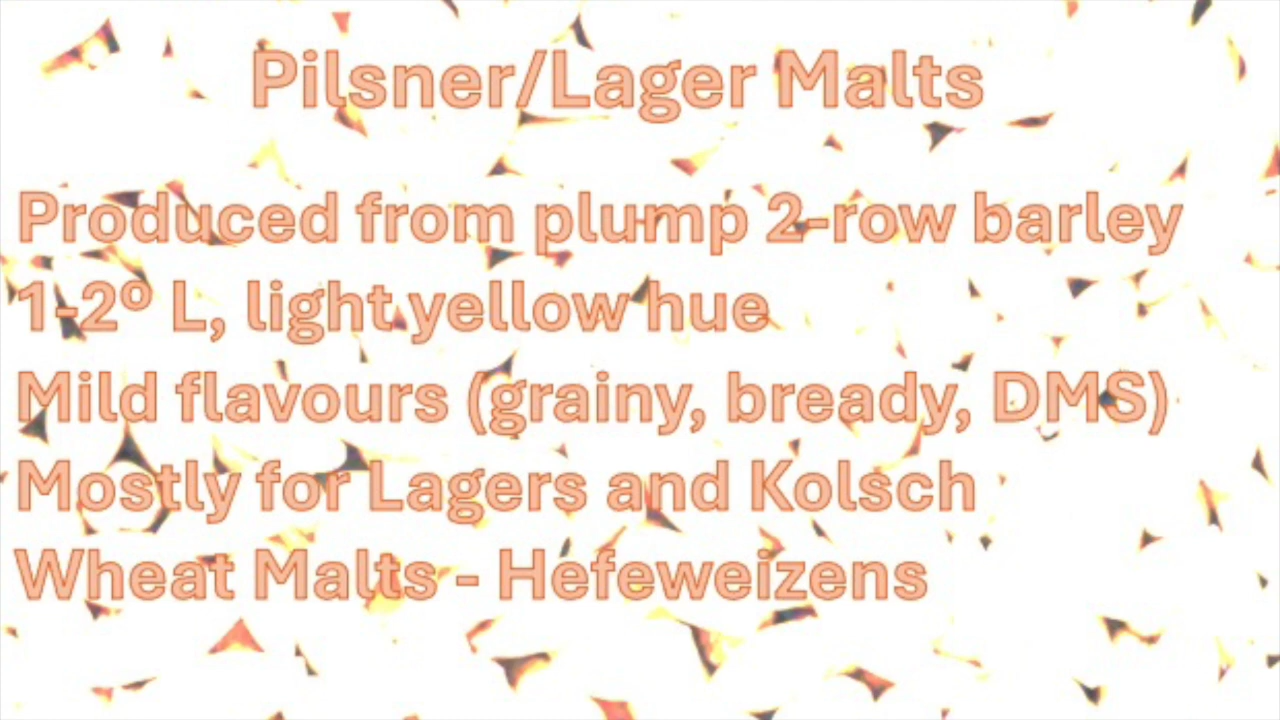 Pilsner/Lager Malts
Produced from plump 2-row barley
1-2º L, light yellow hue
Mild flavours (grainy, bready, DMS)
Mostly for Lagers and Kolsch
Wheat Malts - Hefeweizens